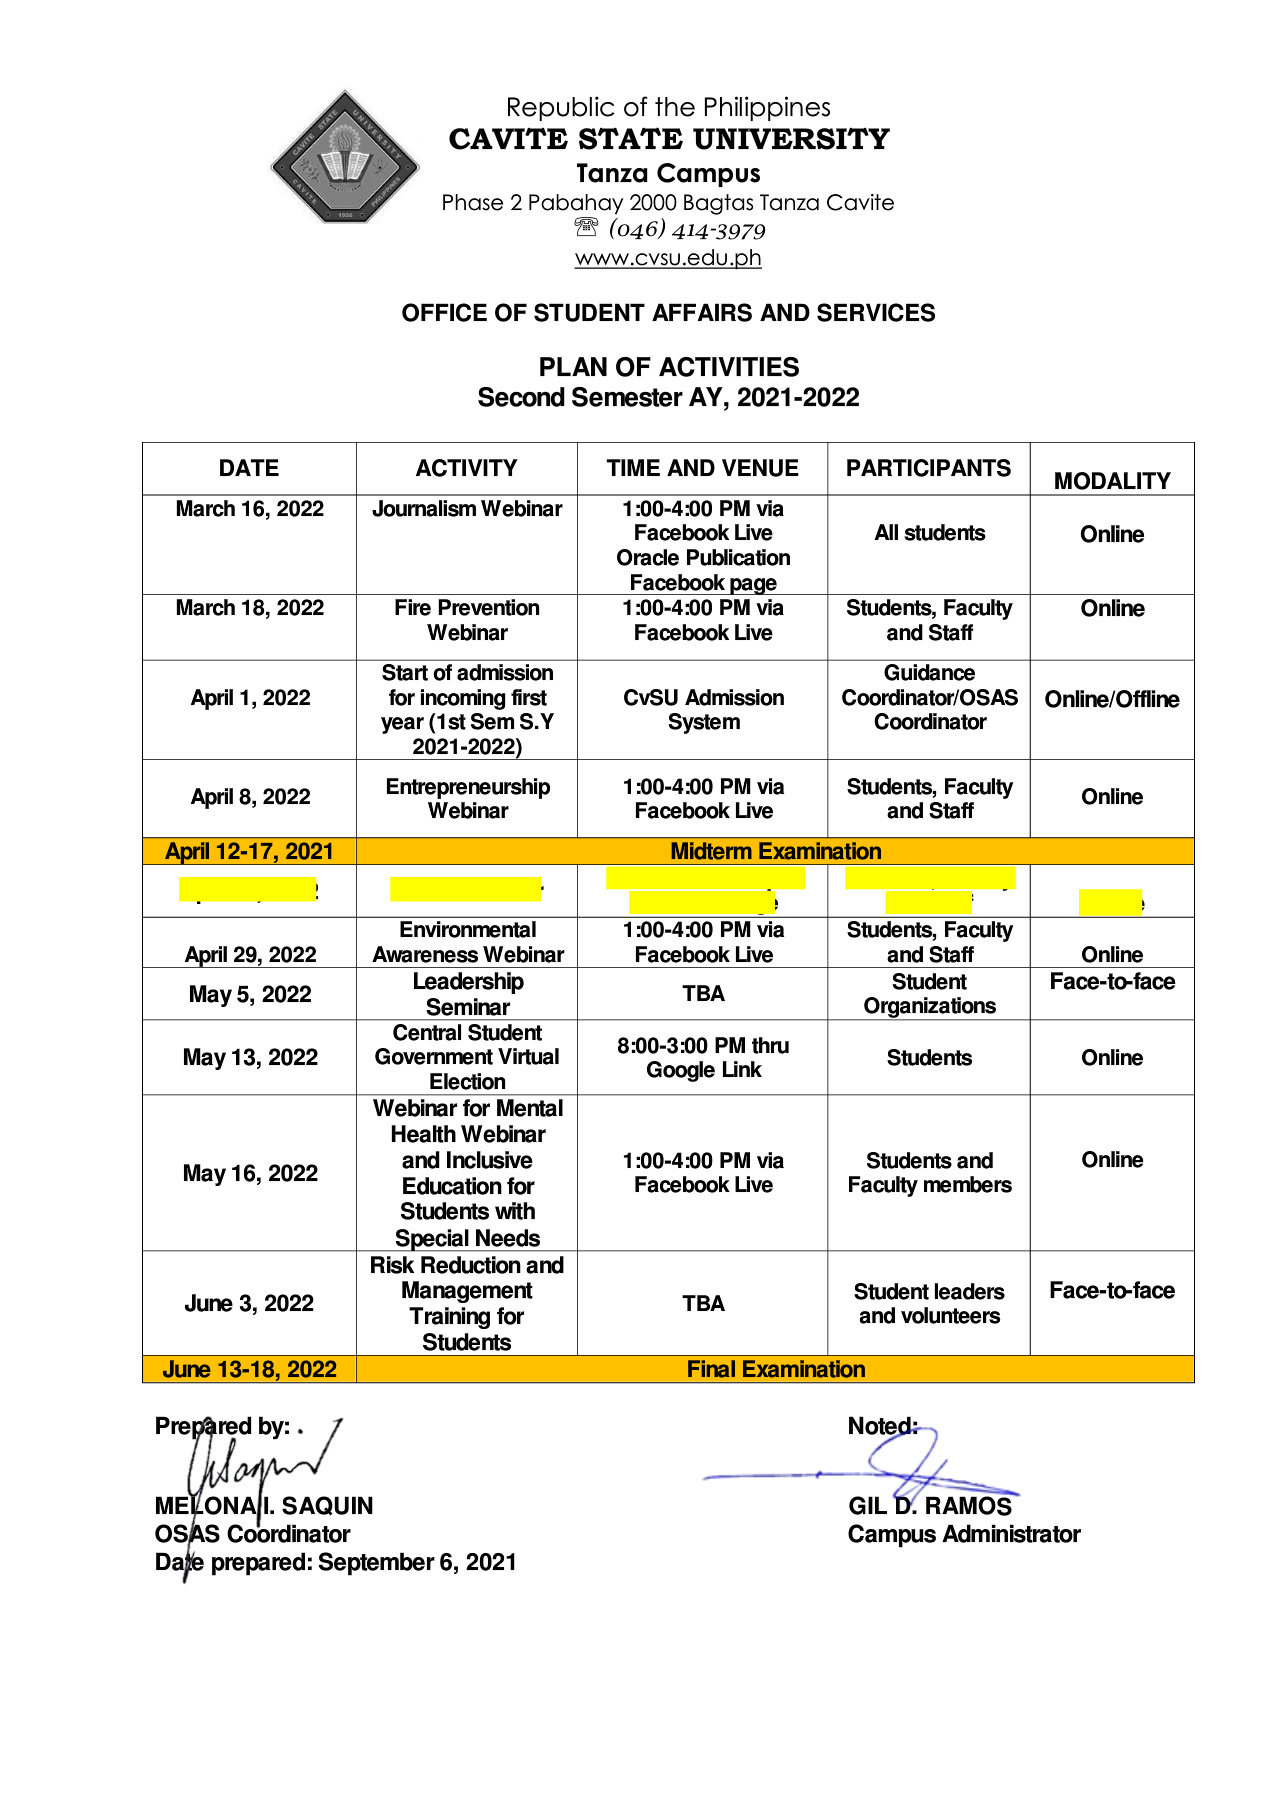 CAVITE STATE UNIVERSITY
CAVITE PHILIPPINES
1906
Republic of the Philippines
CAVITE STATE UNIVERSITY
Tanza Campus
Phase 2 Pabahay 2000 Bagtas Tanza Cavite
☏ (046) 414-3979
www.cvsu.edu.ph
OFFICE OF STUDENT AFFAIRS AND SERVICES
PLAN OF ACTIVITIES
Second Semester AY, 2021-2022
DATE ACTIVITY TIME AND VENUE PARTICIPANTS MODALITY
March 16, 2022
Journalism Webinar
1:00-4:00 PM via
Facebook Live
Oracle Publication
Facebook page
All students
Online
March 18, 2022
Fire Prevention
Webinar
1:00-4:00 PM via
Facebook Live
Students, Faculty
and Staff
Online
April 1, 2022
Start of admission
for incoming first
year (1st Sem S.Y
2021-2022)
CvSU Admission
System
Guidance
Coordinator/OSAS
Coordinator
Online/Offline
April 8, 2022
Entrepreneurship
Webinar
1:00-4:00 PM via
Facebook Live
Students, Faculty
and Staff
Online
April 12-17, 2021 Midterm Examination
April 29, 2022
Environmental
Awareness Webinar
1:00-4:00 PM via
Facebook Live
Students, Faculty
and Staff
Online
May 5, 2022
Leadership
Seminar
TBA
Student
Organizations
Face-to-face
May 13, 2022
Central Student
Government Virtual
Election
8:00-3:00 PM thru
Google Link
Students
Online
May 16, 2022
Webinar for Mental
Health Webinar
and Inclusive
Education for
Students with
Special Needs
1:00-4:00 PM via
Facebook Live
Students and
Faculty members
Online
June 3, 2022
Risk Reduction and
Management
Training for
Students
TBA
Student leaders
and volunteers
Face-to-face
June 13-18, 2022 Final Examination
Prepared by:
MELONA I. SAQUIN
OSAS Coordinator
Date prepared: September 6, 2021
Noted:
GIL D. RAMOS
Campus Administrator